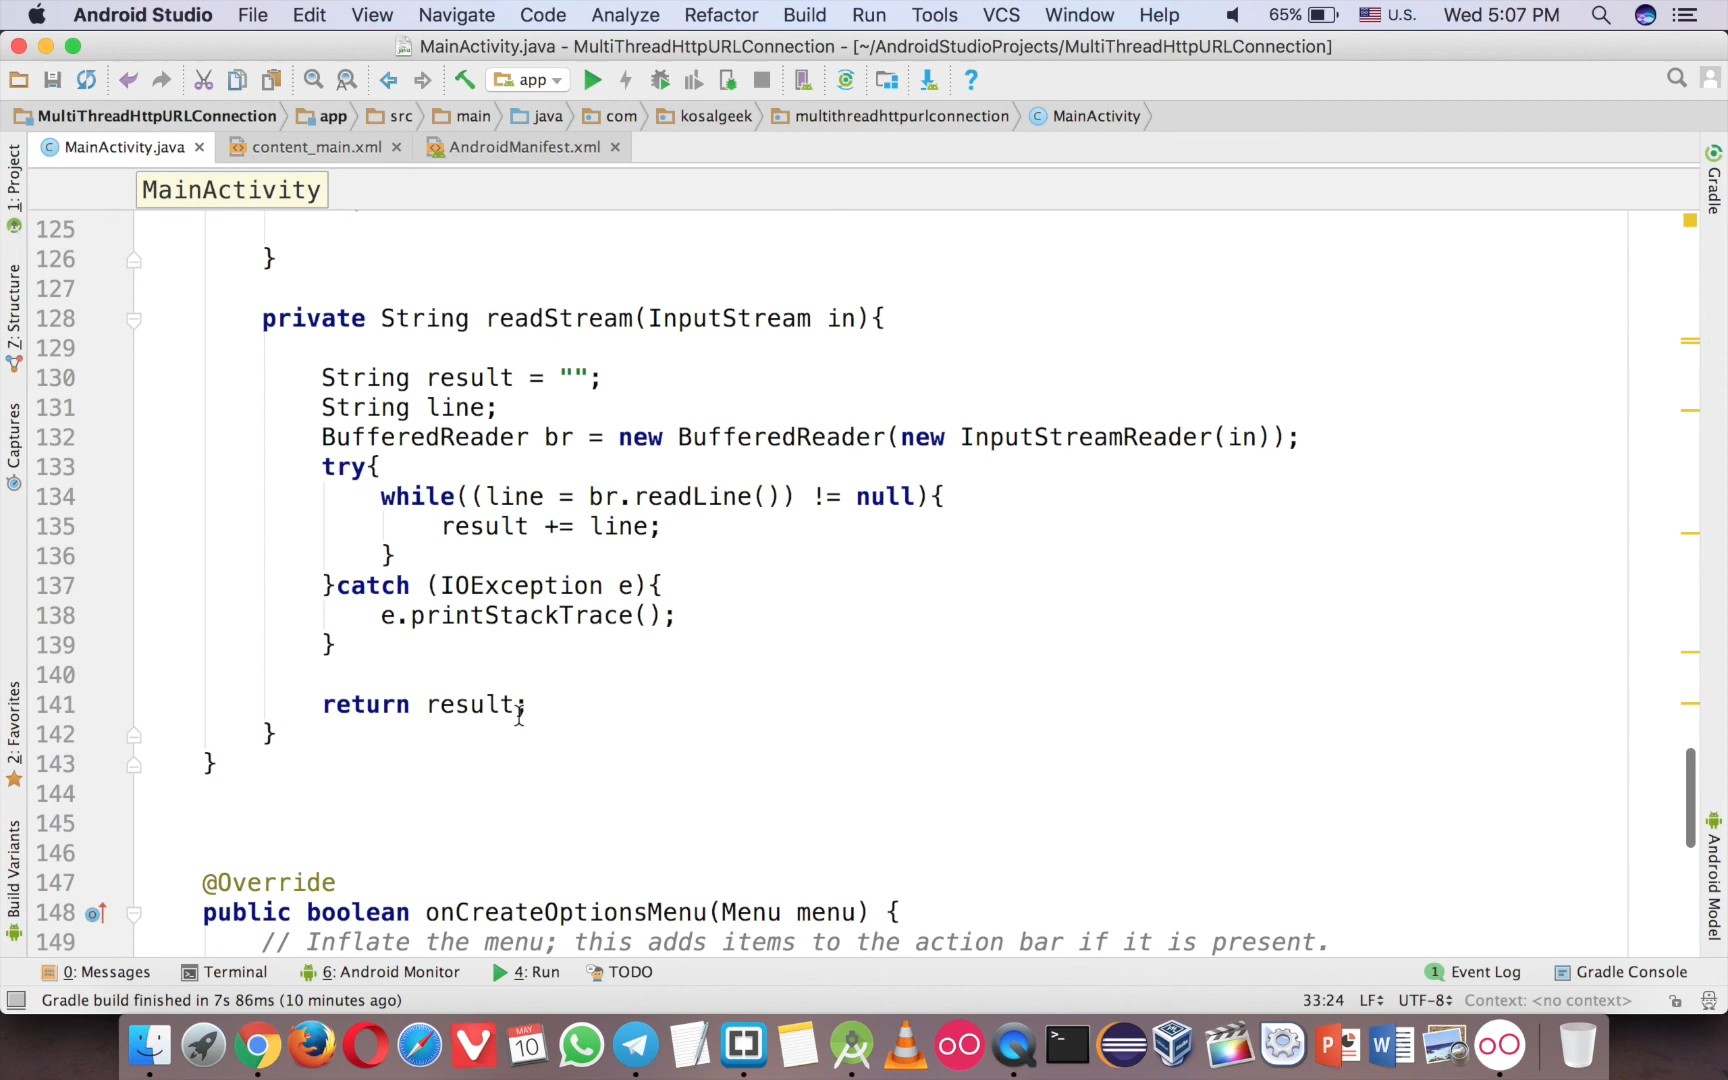 Android Studio File Edit View Navigate Code Analyze Refactor Build Run Tools VCS Window Help 65% U.S. Wed 5:07 PM
MainActivity.java - MultiThreadHttpURLConnection - [~/AndroidStudioProjects/MultiThreadHttpURLConnection]
app
MultiThreadHttpURLConnection app src main java com kosalgeek multithreadhttpurlconnection MainActivity
MainActivity.java content_main.xml AndroidManifest.xml
MainActivity
1: Project
Z: Structure
Captures
2: Favorites
Build Variants
Gradle
Android Model
125
126 }
127
128 private String readStream(InputStream in){
129
130 String result = "";
131 String line;
132 BufferedReader br = new BufferedReader(new InputStreamReader(in));
133 try{
134 while((line = br.readLine()) != null){
135 result += line;
136 }
137 }catch (IOException e){
138 e.printStackTrace();
139 }
140
141 return result;
142 }
143 }
144
145
146
147 @Override
148 public boolean onCreateOptionsMenu(Menu menu) {
149 // Inflate the menu; this adds items to the action bar if it is present.
0: Messages Terminal 6: Android Monitor 4: Run TODO 1 Event Log Gradle Console
Gradle build finished in 7s 86ms (10 minutes ago) 33:24 LF UTF-8 Context: <no context>
MAY
10
P
W